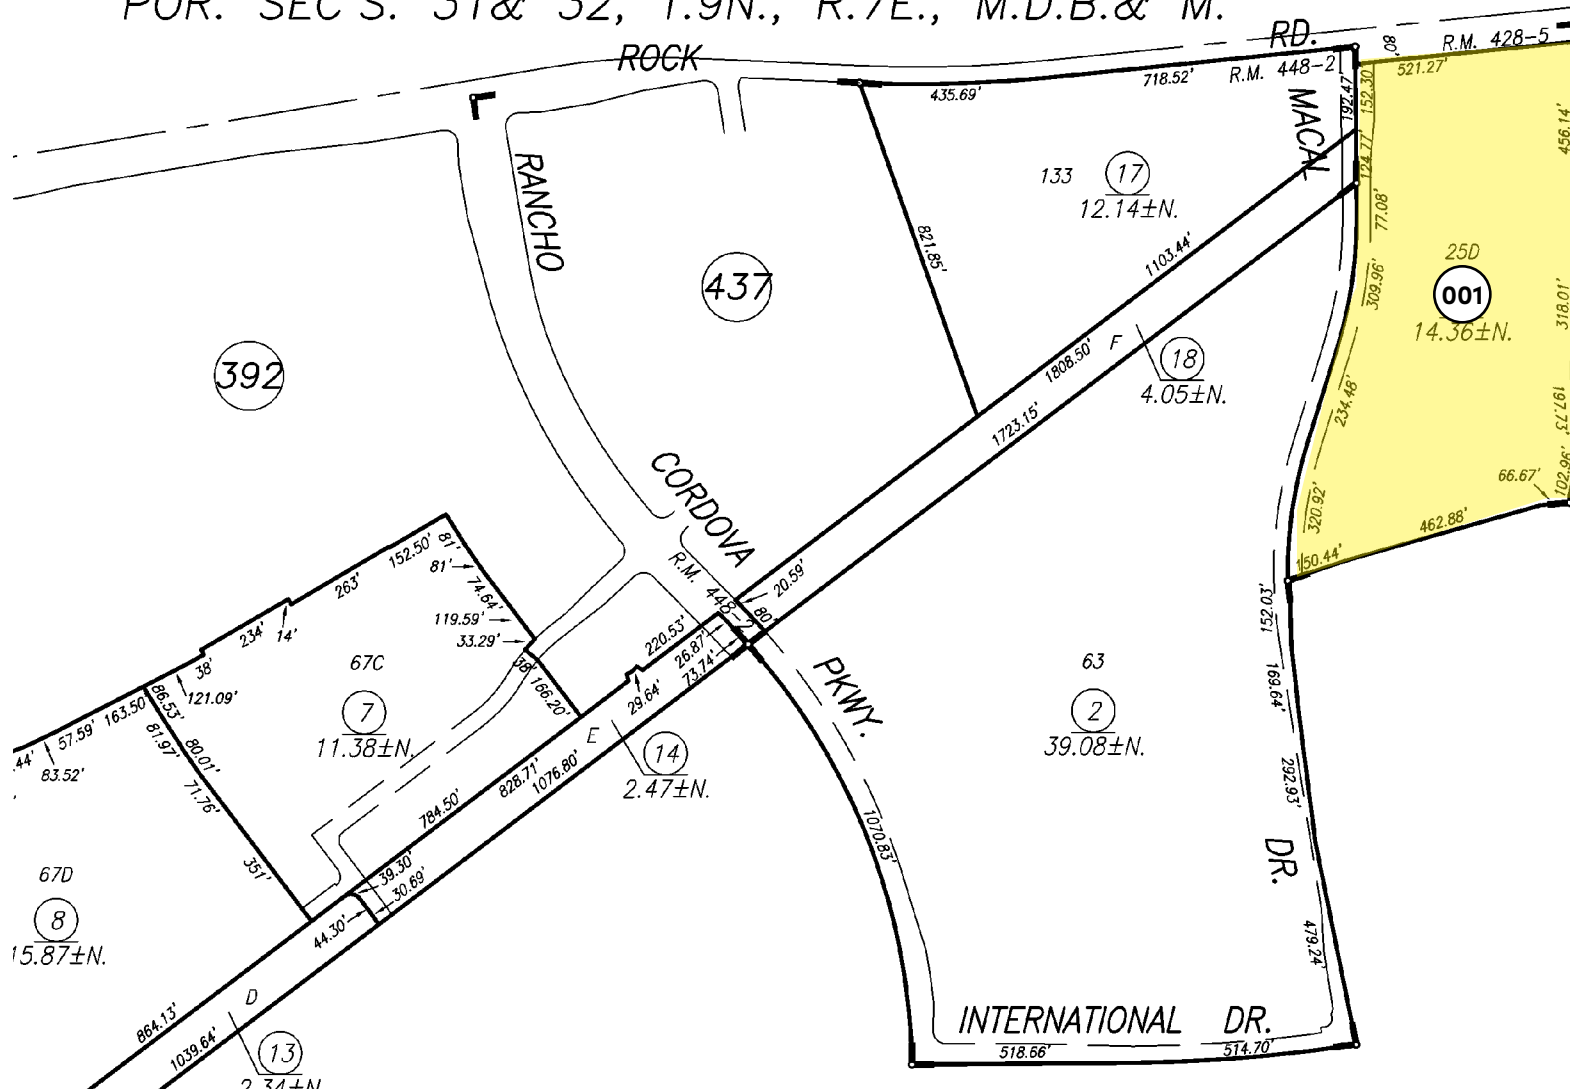 POR. SEC'S. 31& 32, T.9N., R.7E., M.D.B.& M.
ROCK
RD.
80'
R.M. 428-5
521.27'
R.M. 448-2
718.52'
435.69'
MACAL
192.47'
152.30'
124.77'
77.08'
456.14'
RANCHO
133
17
12.14±N.
821.85'
1103.44'
437
392
25D
001
14.36±N.
309.96'
318.01'
234.48'
197.73'
102.96'
66.67'
320.92'
462.88'
150.44'
F
18
4.05±N.
1808.50'
1723.15'
CORDOVA
R.M. 448-2
20.59'
80'
152.50'
81'
81'
74.64'
119.59'
33.29'
38'
166.20'
263'
14'
234'
38'
121.09'
67C
7
11.38±N.
86.53'
163.50'
57.59'
.44'
83.52'
81.97'
80.01'
71.76'
351'
220.53'
26.87'
73.74'
29.64'
E
14
2.47±N.
828.71'
1076.80'
784.50'
39.30'
30.69'
44.30'
PKWY.
63
2
39.08±N.
152.03'
169.64'
292.93'
DR.
479.24'
1070.83'
67D
8
15.87±N.
D
864.13'
1039.64'
13
2.34±N.
INTERNATIONAL DR.
518.66'
514.70'